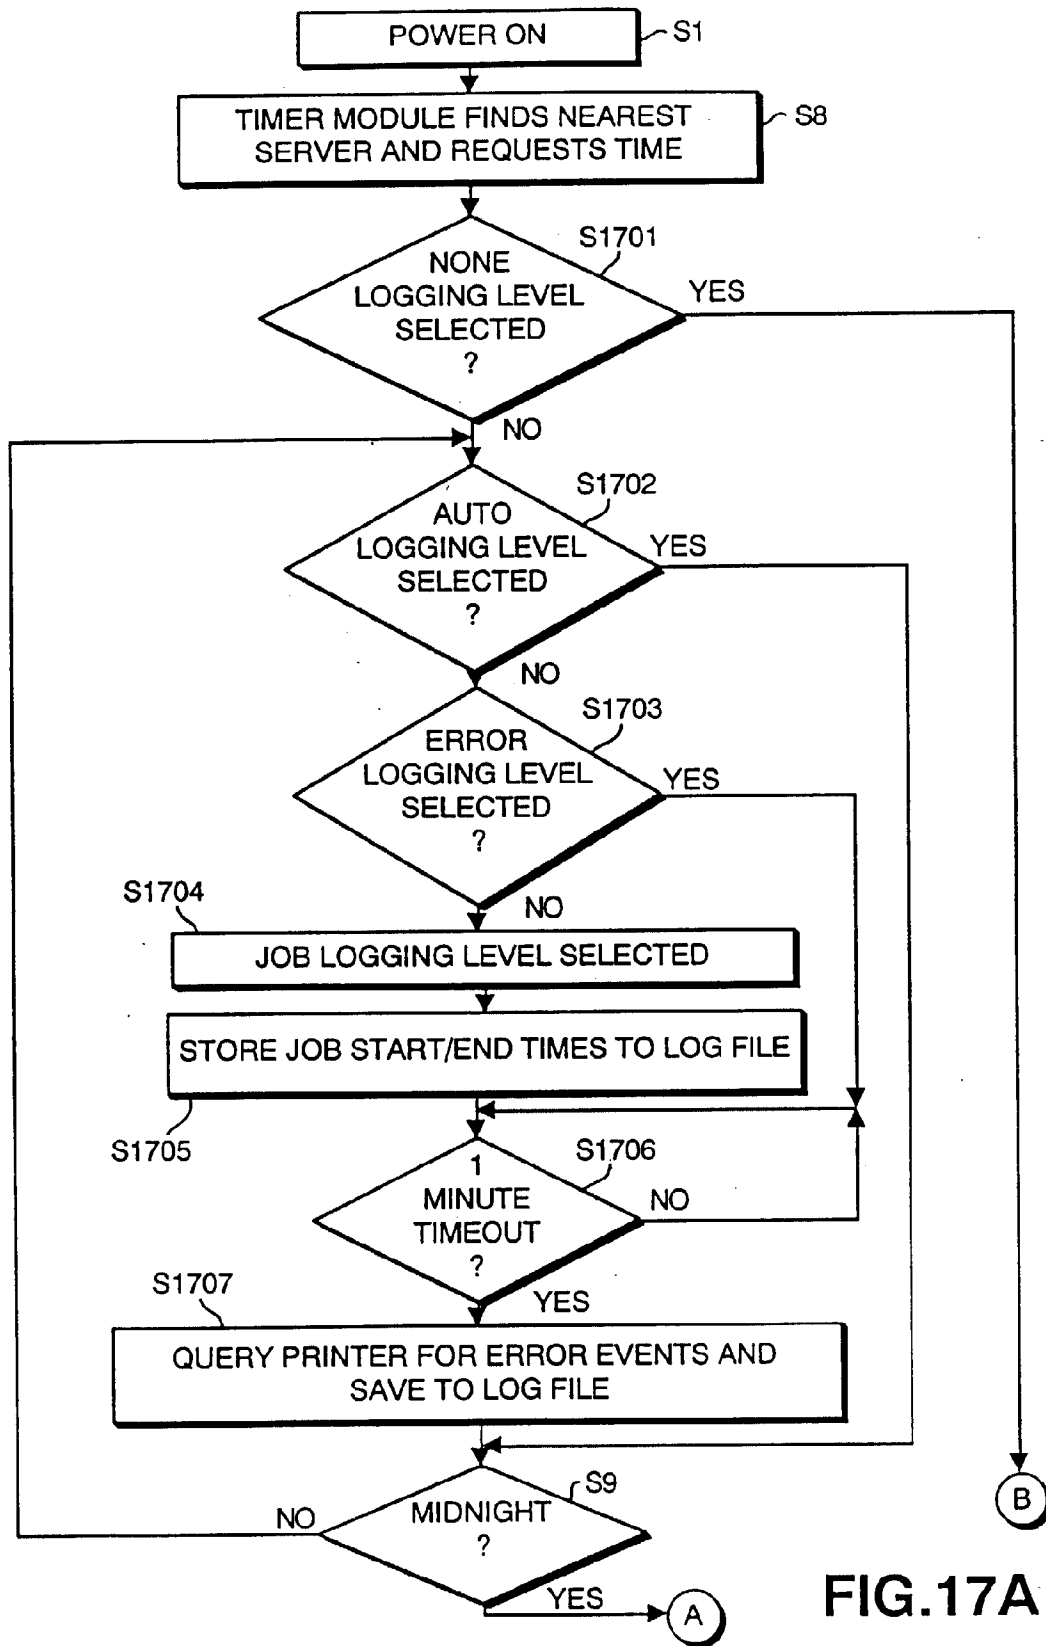 POWER ON
S1
TIMER MODULE FINDS NEAREST
SERVER AND REQUESTS TIME
S8
S1701
NONE
LOGGING LEVEL
SELECTED
?
YES
NO
S1702
AUTO
LOGGING LEVEL
SELECTED
?
YES
NO
S1703
ERROR
LOGGING LEVEL
SELECTED
?
YES
NO
S1704
JOB LOGGING LEVEL SELECTED
STORE JOB START/END TIMES TO LOG FILE
S1705
S1706
1
MINUTE
TIMEOUT
?
NO
YES
S1707
QUERY PRINTER FOR ERROR EVENTS AND
SAVE TO LOG FILE
S9
MIDNIGHT
?
NO
YES
A
B
FIG.17A